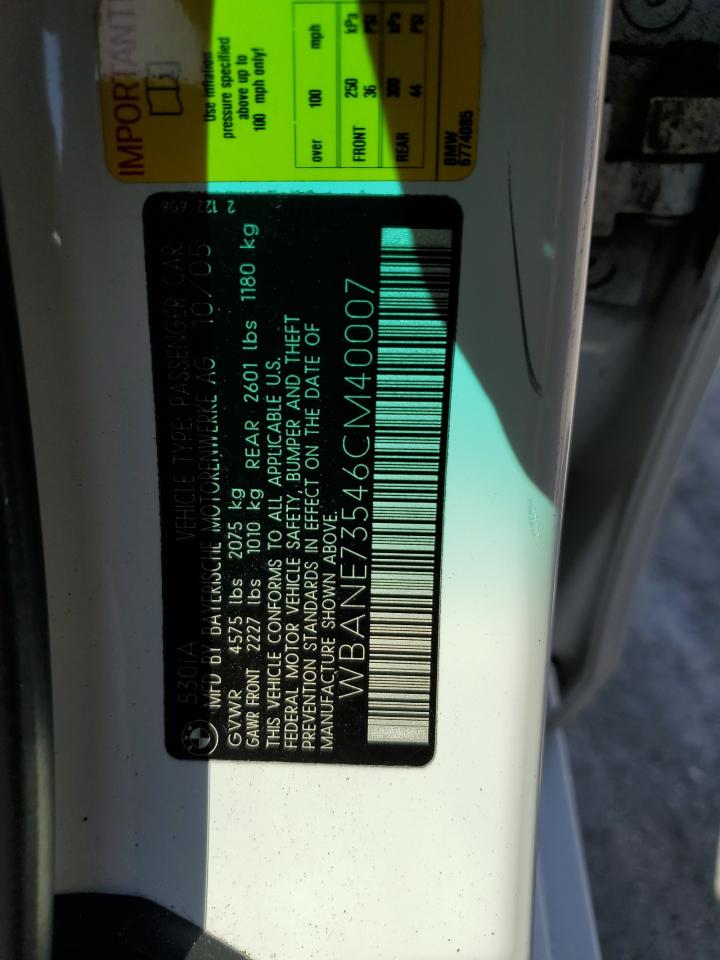 IMPORTANT!
Use inflation
pressure specified
above up to
100 mph only!
over 100 mph
FRONT 250 kPa
36 PSI
REAR 300 kPa
44 PSI
BMW
6774085
2 122 606
530iA VEHICLE TYPE: PASSENGER CAR
MFD BY BAYERISCHE MOTORENWERKE AG 10/05
GVWR 4575 lbs 2075 kg
GAWR FRONT 2227 lbs 1010 kg REAR 2601 lbs 1180 kg
THIS VEHICLE CONFORMS TO ALL APPLICABLE U.S.
FEDERAL MOTOR VEHICLE SAFETY, BUMPER AND THEFT
PREVENTION STANDARDS IN EFFECT ON THE DATE OF
MANUFACTURE SHOWN ABOVE.
WBANE73546CM40007